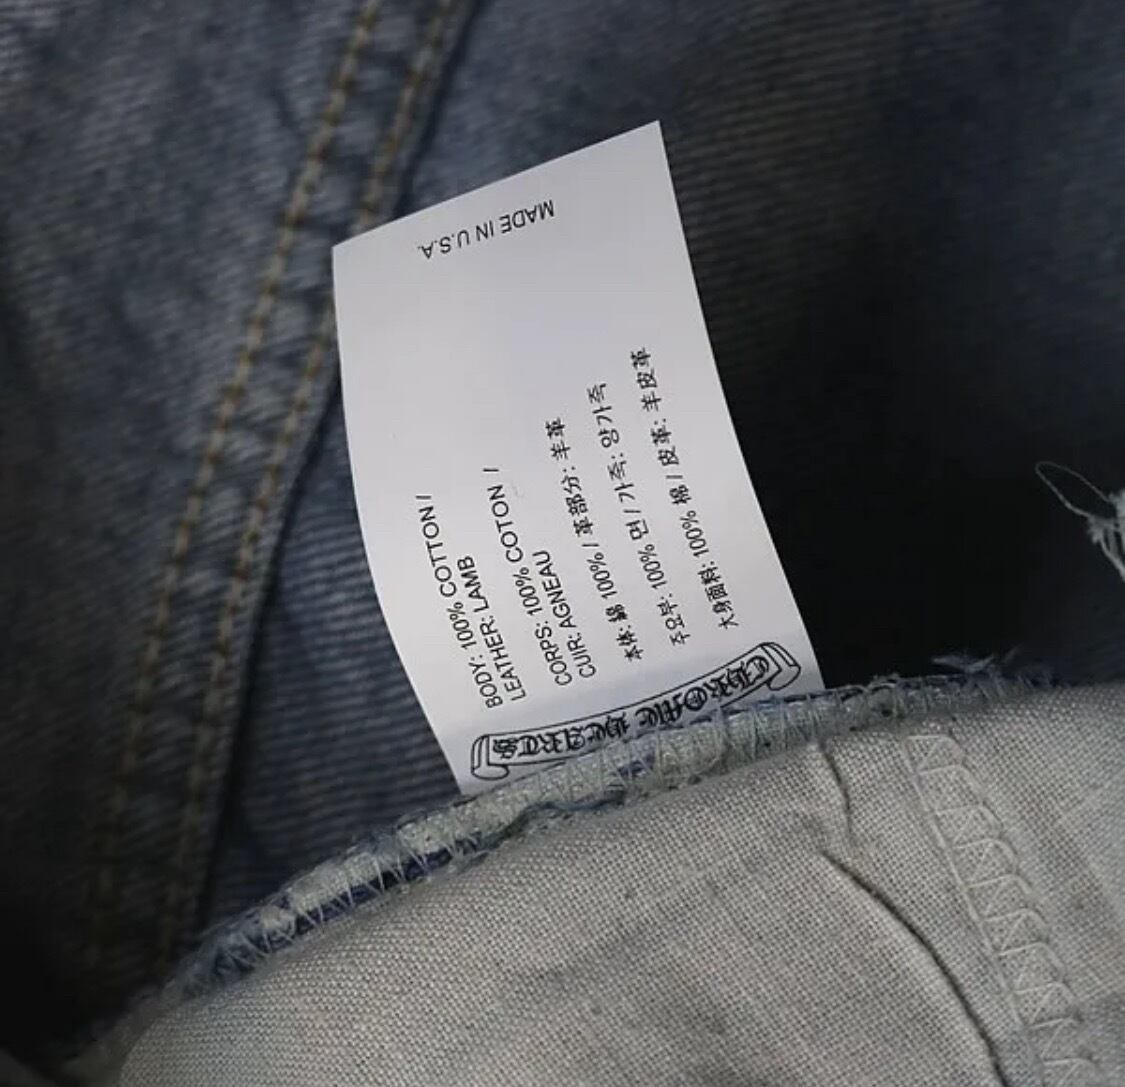 BODY: 100% COTTON /
LEATHER: LAMB
CORPS: 100% COTON /
CUIR: AGNEAU
本体: 綿 100% / 革部分: 羊革
주요부: 100% 면 / 가죽: 양가죽
大身面料: 100% 棉 / 皮革: 羊皮革
MADE IN U.S.A.